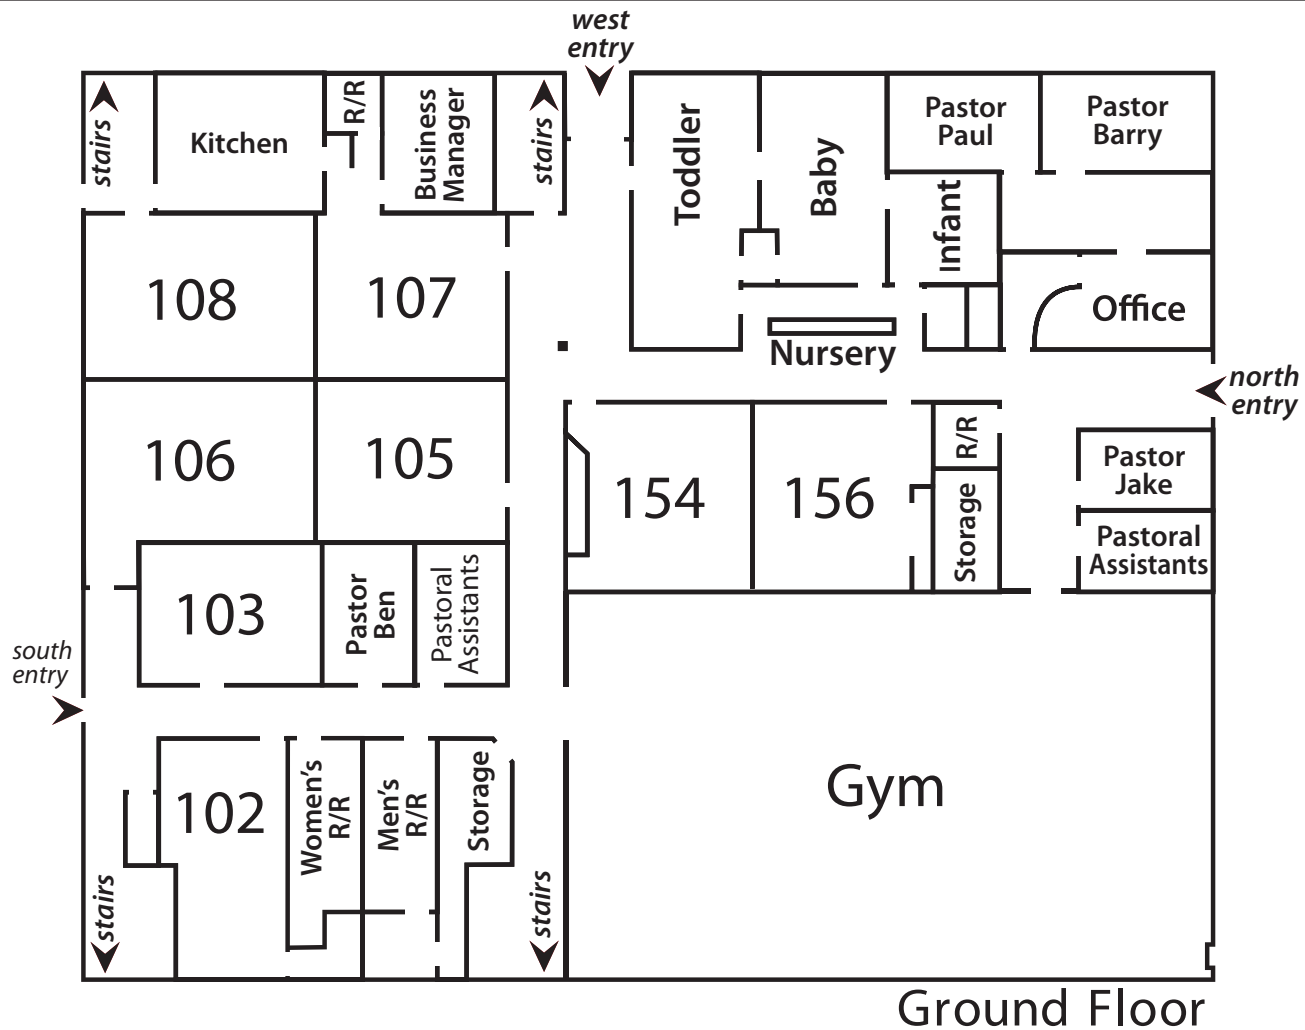 west
entry
stairs
Kitchen
R/R
Business
Manager
stairs
Toddler
Baby
Pastor
Paul
Pastor
Barry
Infant
108
107
Office
Nursery
north
entry
106
105
154
156
R/R
Storage
Pastor
Jake
Pastoral
Assistants
103
Pastor
Ben
Pastoral
Assistants
south
entry
102
Women's
R/R
Men's
R/R
Storage
Gym
stairs
stairs
Ground Floor